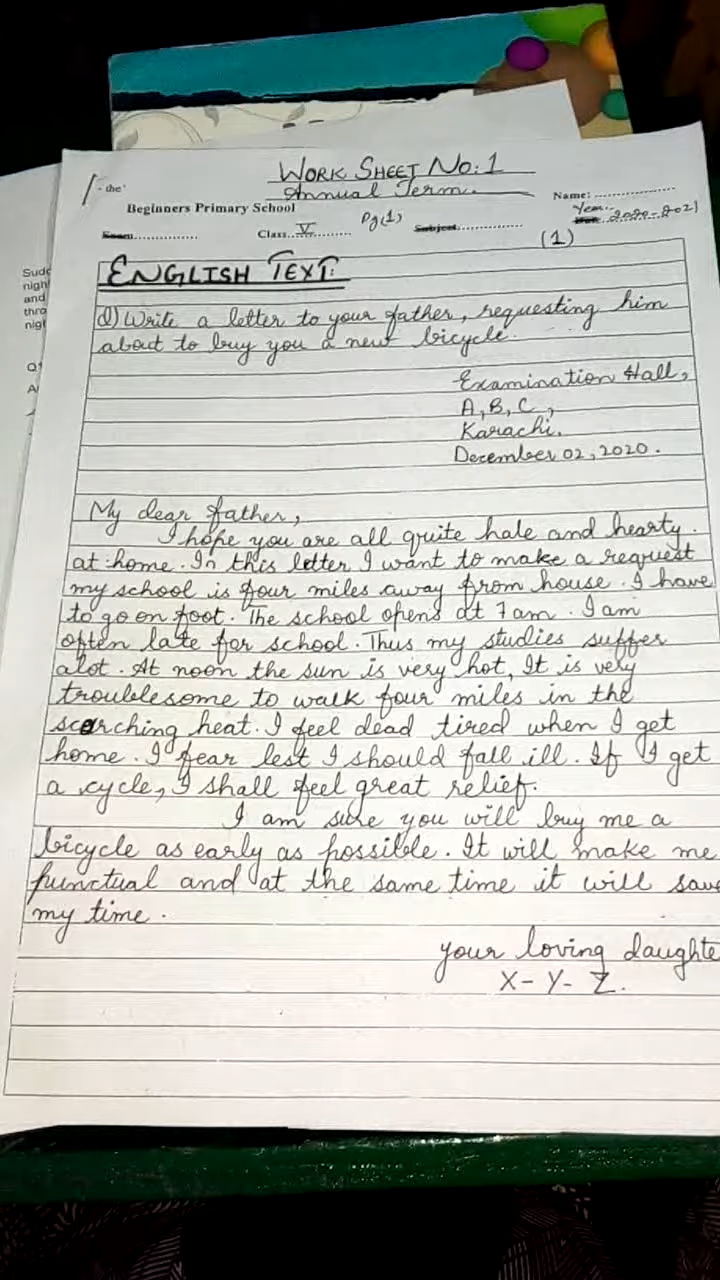 WORK SHEET NO: 1
- the'
Annual Term.
Name: ....................
Beginners Primary School
Year. 2020-2021
Exam............... Class..V......... Pg(1) Subject...............
(1)
ENGLISH TEXT:
Write a letter to your father, requesting him
about to buy you a new bicycle.
Examination Hall,
A, B, C,
Karachi.
December 02, 2020.
My dear father,
I hope you are all quite hale and hearty.
at home. In this letter I want to make a request
my school is four miles away from house. I have
to go on foot. The school opens at 7 am. I am
often late for school. Thus my studies suffer
alot. At noon the sun is very hot, It is very
troublesome to walk four miles in the
scorching heat. I feel dead tired when I get
home. I fear lest I should fall ill. If I get
a cycle, I shall feel great relief.
I am sure you will buy me a
bicycle as early as possible. It will make me
punctual and at the same time it will save
my time.
your loving daughte
X- Y- Z.
Sudd
nigh
and
thro
nigh